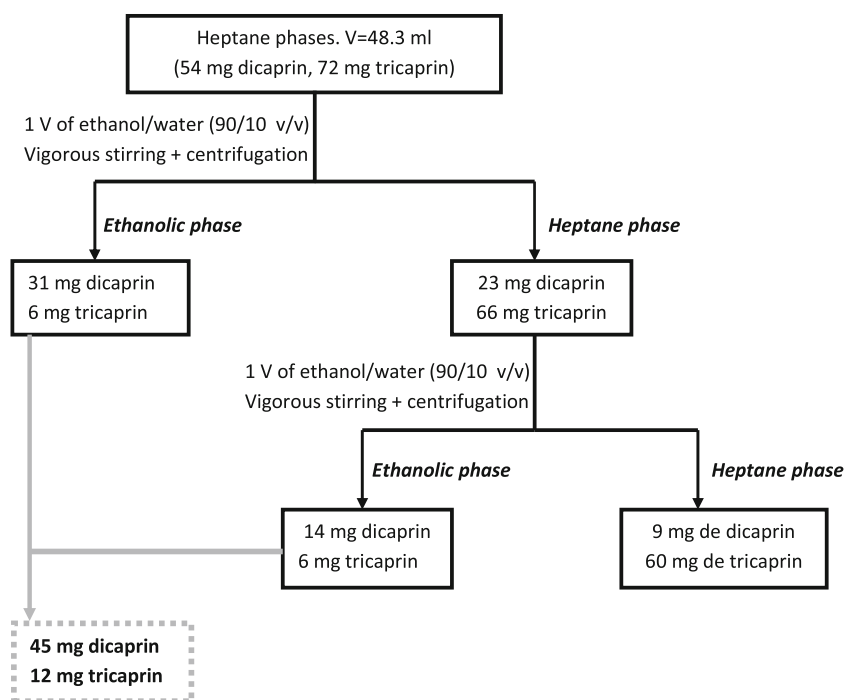 Heptane phases. V=48.3 ml
(54 mg dicaprin, 72 mg tricaprin)
1 V of ethanol/water (90/10 v/v)
Vigorous stirring + centrifugation
Ethanolic phase
Heptane phase
31 mg dicaprin
6 mg tricaprin
23 mg dicaprin
66 mg tricaprin
1 V of ethanol/water (90/10 v/v)
Vigorous stirring + centrifugation
Ethanolic phase
Heptane phase
14 mg dicaprin
6 mg tricaprin
9 mg de dicaprin
60 mg de tricaprin
45 mg dicaprin
12 mg tricaprin